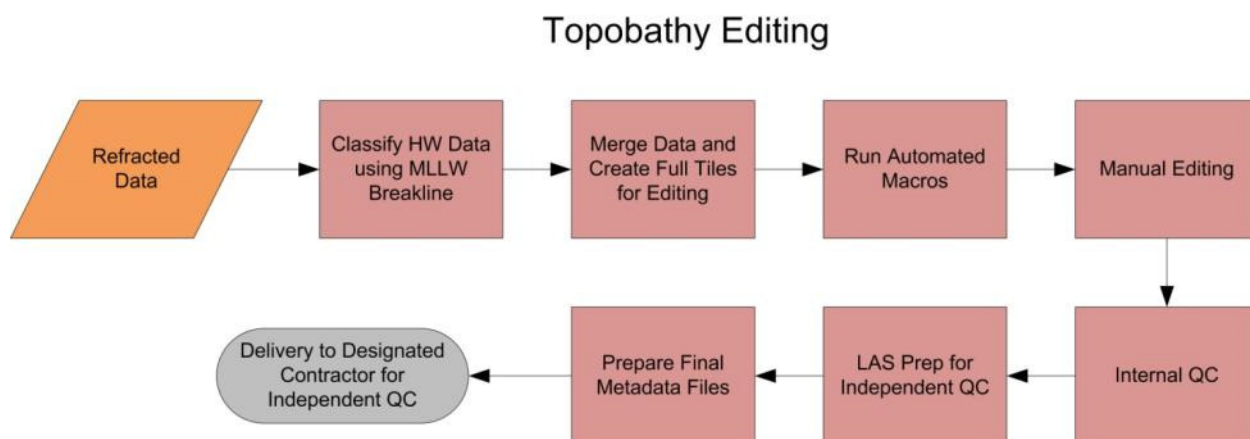 Topobathy Editing
Refracted
Data
Classify HW Data
using MLLW
Breakline
Merge Data and
Create Full Tiles
for Editing
Run Automated
Macros
Manual Editing
Internal QC
LAS Prep for
Independent QC
Prepare Final
Metadata Files
Delivery to Designated
Contractor for
Independent QC